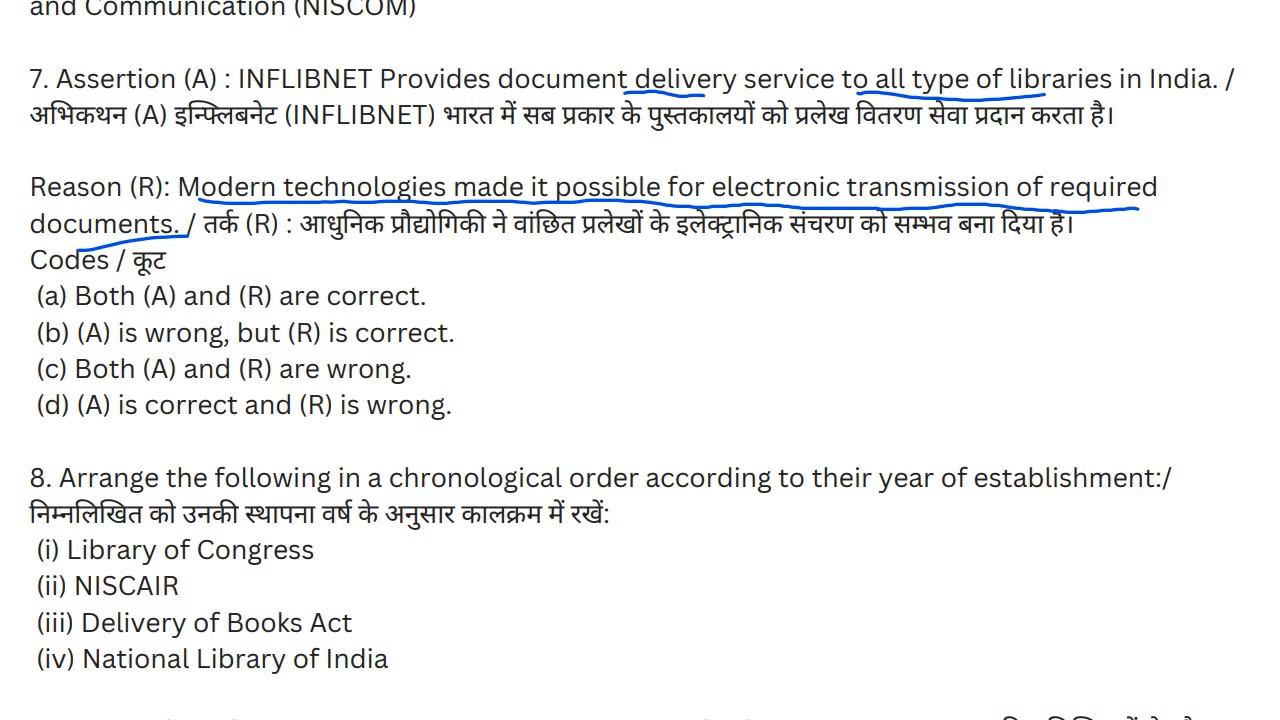 and Communication (NISCOM)
7. Assertion (A) : INFLIBNET Provides document delivery service to all type of libraries in India. /
अभिकथन (A) इन्फ्लिबनेट (INFLIBNET) भारत में सब प्रकार के पुस्तकालयों को प्रलेख वितरण सेवा प्रदान करता है।
Reason (R): Modern technologies made it possible for electronic transmission of required
documents. / तर्क (R) : आधुनिक प्रौद्योगिकी ने वांछित प्रलेखों के इलेक्ट्रानिक संचरण को सम्भव बना दिया है।
Codes / कूट
(a) Both (A) and (R) are correct.
(b) (A) is wrong, but (R) is correct.
(c) Both (A) and (R) are wrong.
(d) (A) is correct and (R) is wrong.
8. Arrange the following in a chronological order according to their year of establishment:/
निम्नलिखित को उनकी स्थापना वर्ष के अनुसार कालक्रम में रखें:
(i) Library of Congress
(ii) NISCAIR
(iii) Delivery of Books Act
(iv) National Library of India